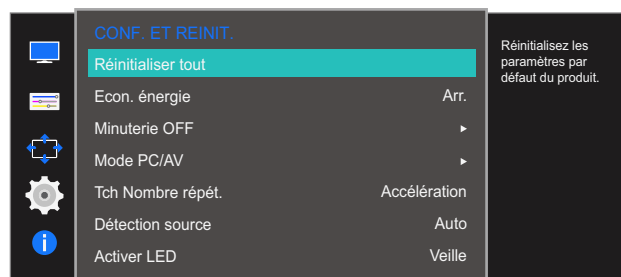 CONF. ET REINIT.
Réinitialiser tout
Econ. énergie Arr.
Minuterie OFF
Mode PC/AV
Tch Nombre répét. Accélération
Détection source Auto
Activer LED Veille
Réinitialisez les
paramètres par
défaut du produit.